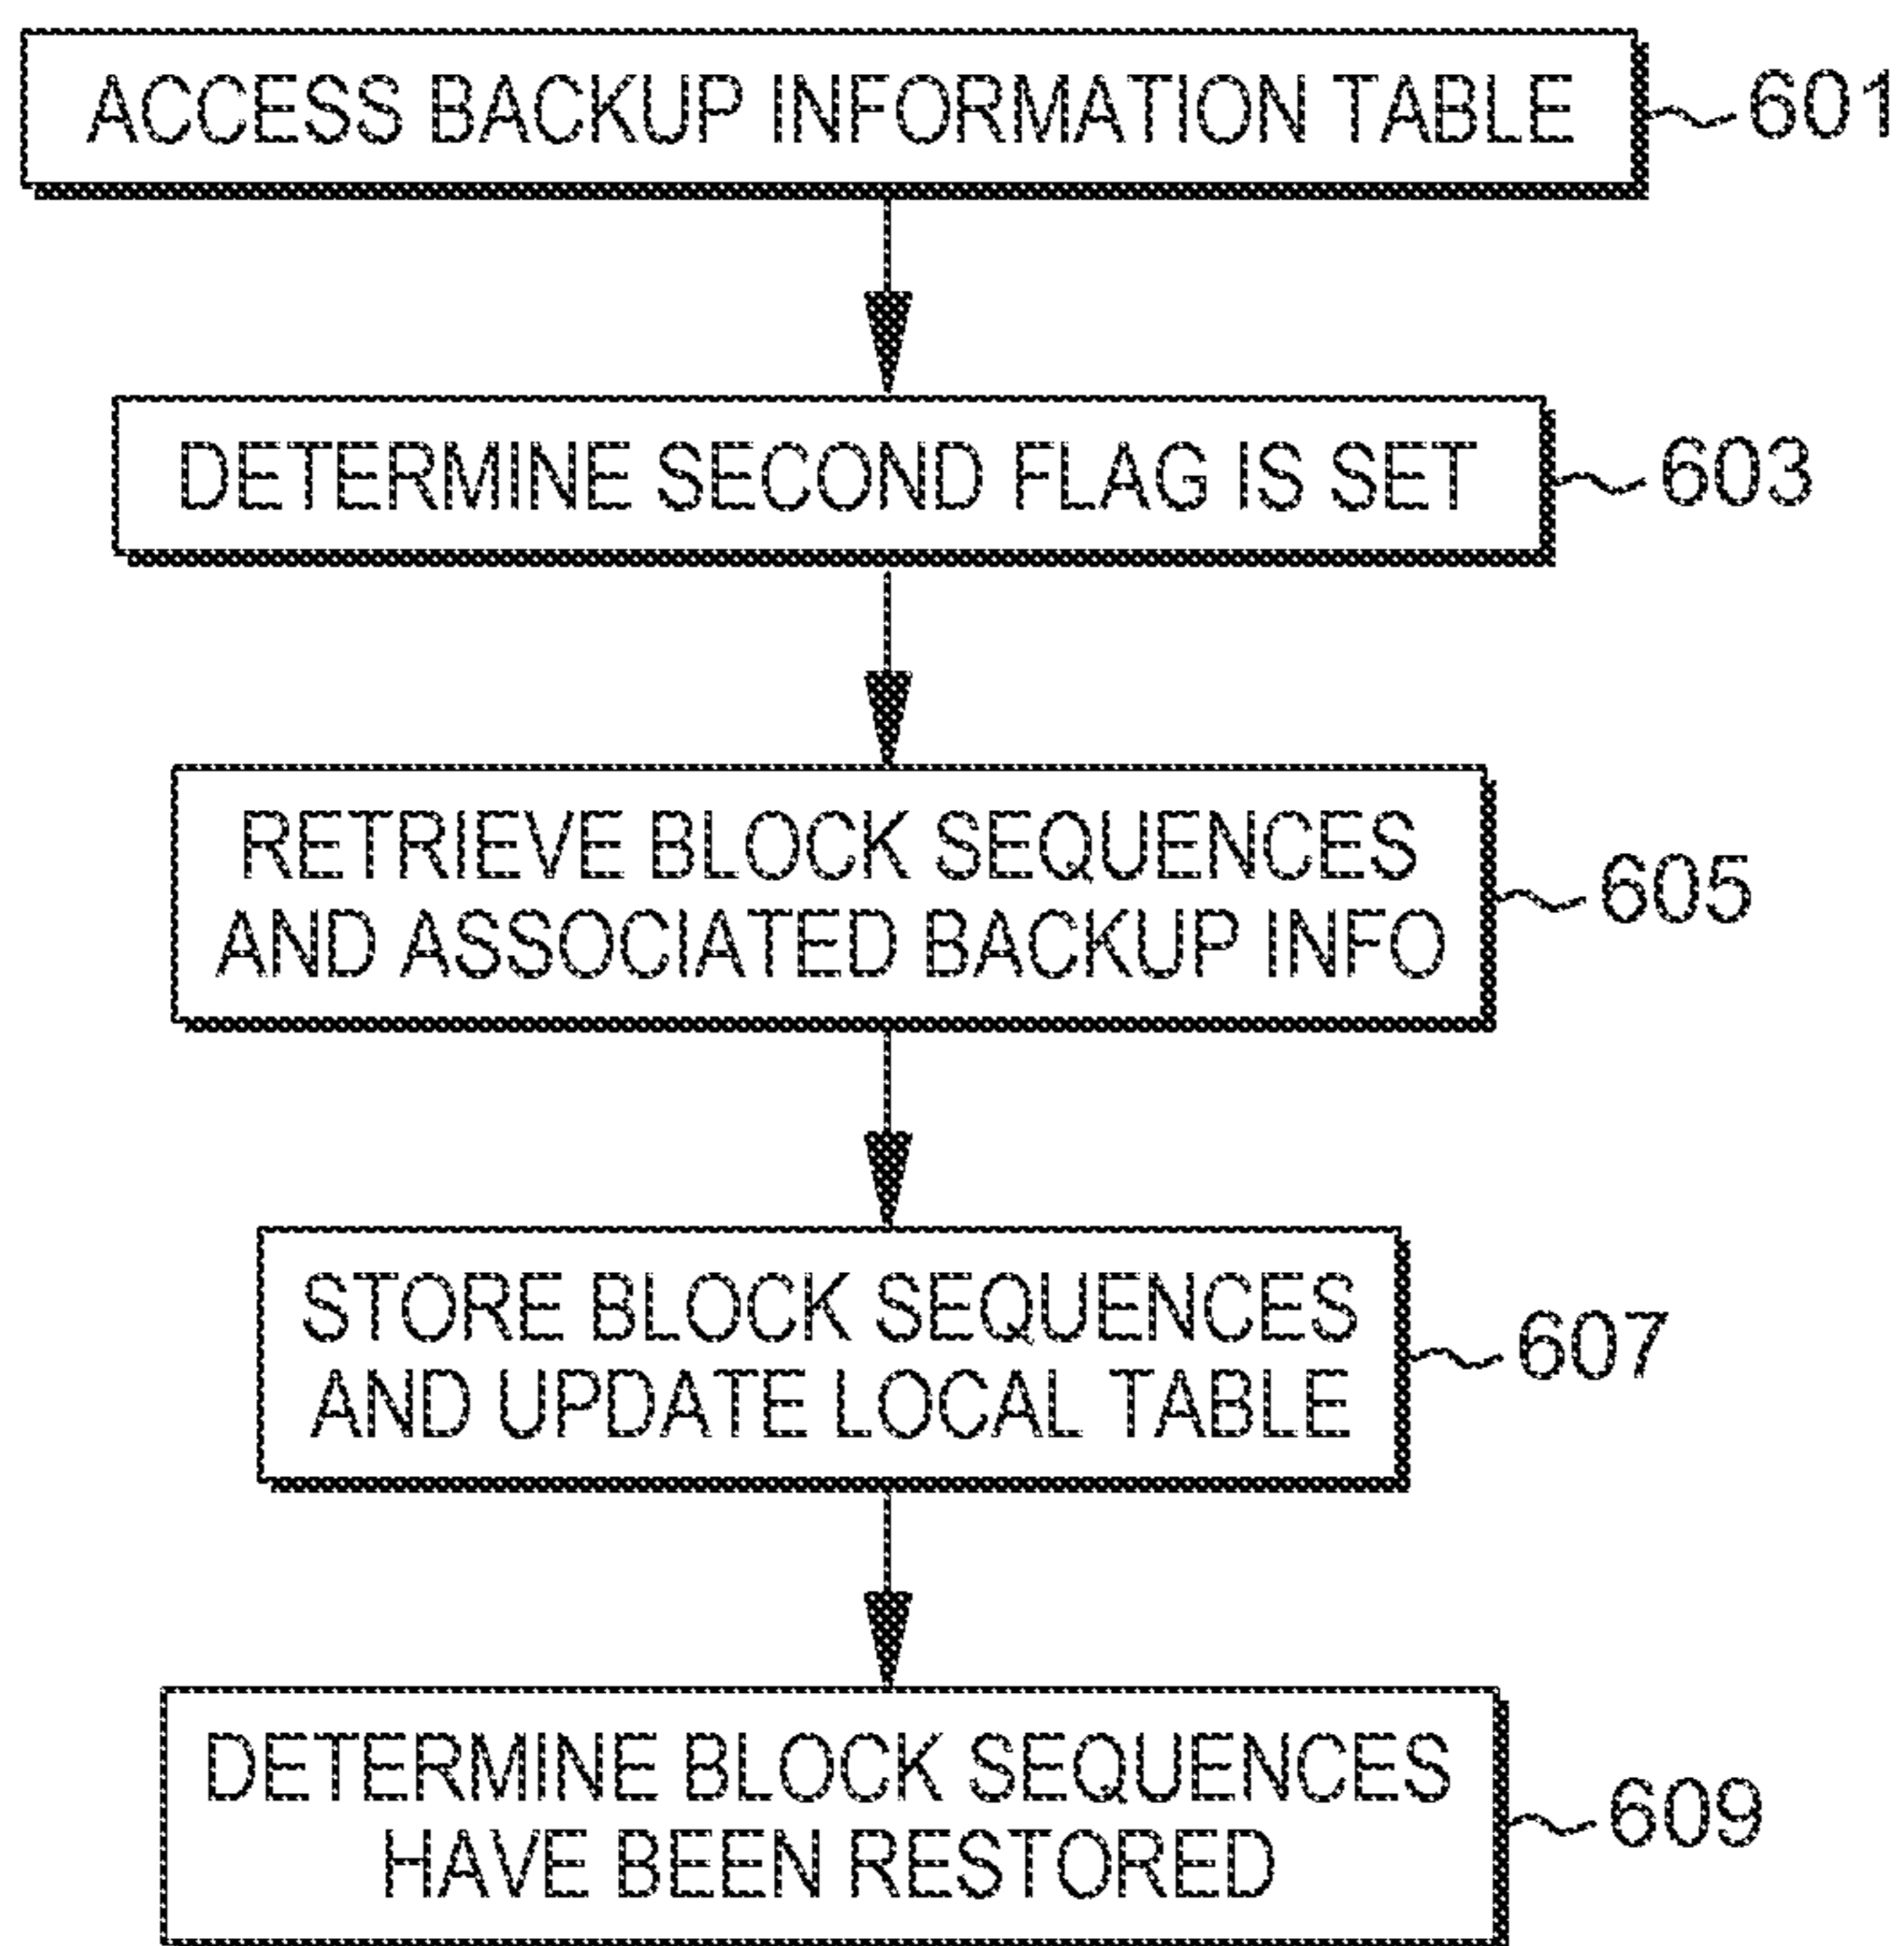 ACCESS BACKUP INFORMATION TABLE
601
DETERMINE SECOND FLAG IS SET
603
RETRIEVE BLOCK SEQUENCES
AND ASSOCIATED BACKUP INFO
605
STORE BLOCK SEQUENCES
AND UPDATE LOCAL TABLE
607
DETERMINE BLOCK SEQUENCES
HAVE BEEN RESTORED
609